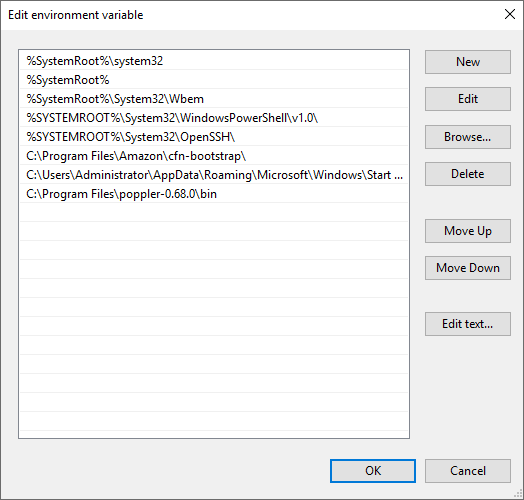 Edit environment variable
%SystemRoot%\system32
%SystemRoot%
%SystemRoot%\System32\Wbem
%SYSTEMROOT%\System32\WindowsPowerShell\v1.0\
%SYSTEMROOT%\System32\OpenSSH\
C:\Program Files\Amazon\cfn-bootstrap\
C:\Users\Administrator\AppData\Roaming\Microsoft\Windows\Start ...
C:\Program Files\poppler-0.68.0\bin
New
Edit
Browse...
Delete
Move Up
Move Down
Edit text...
OK
Cancel